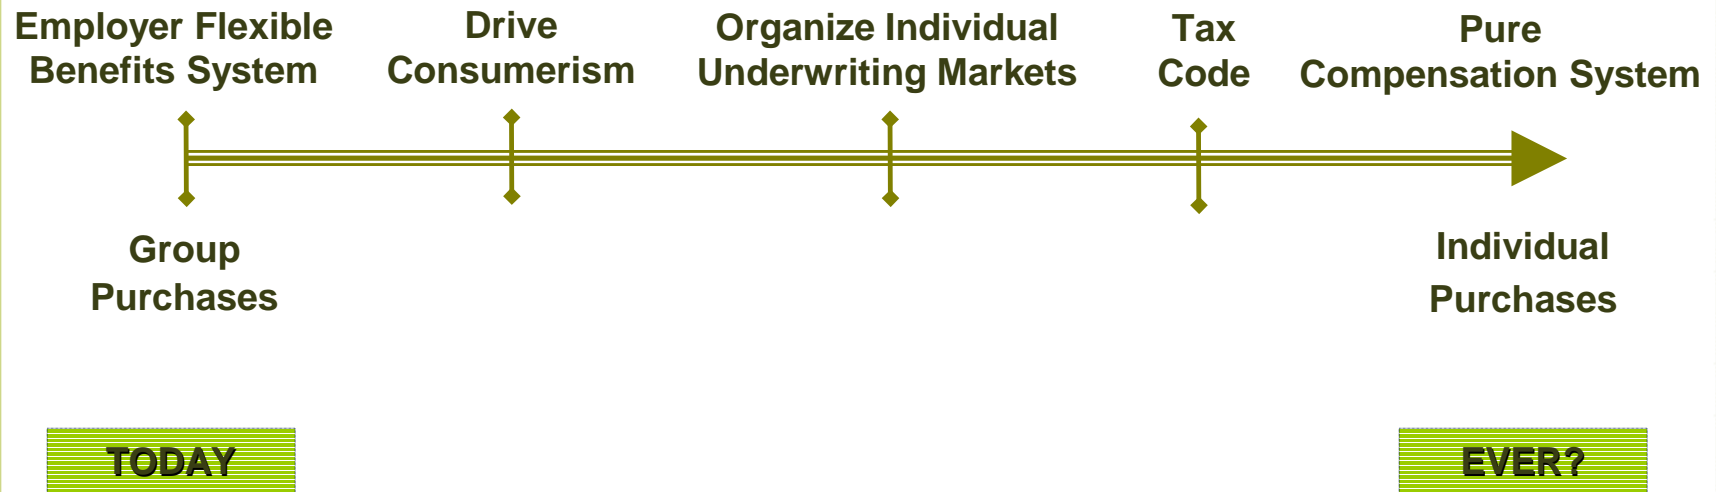 Employer Flexible
Benefits System
Drive
Consumerism
Organize Individual
Underwriting Markets
Tax
Code
Pure
Compensation System
Group
Purchases
Individual
Purchases
TODAY
EVER?